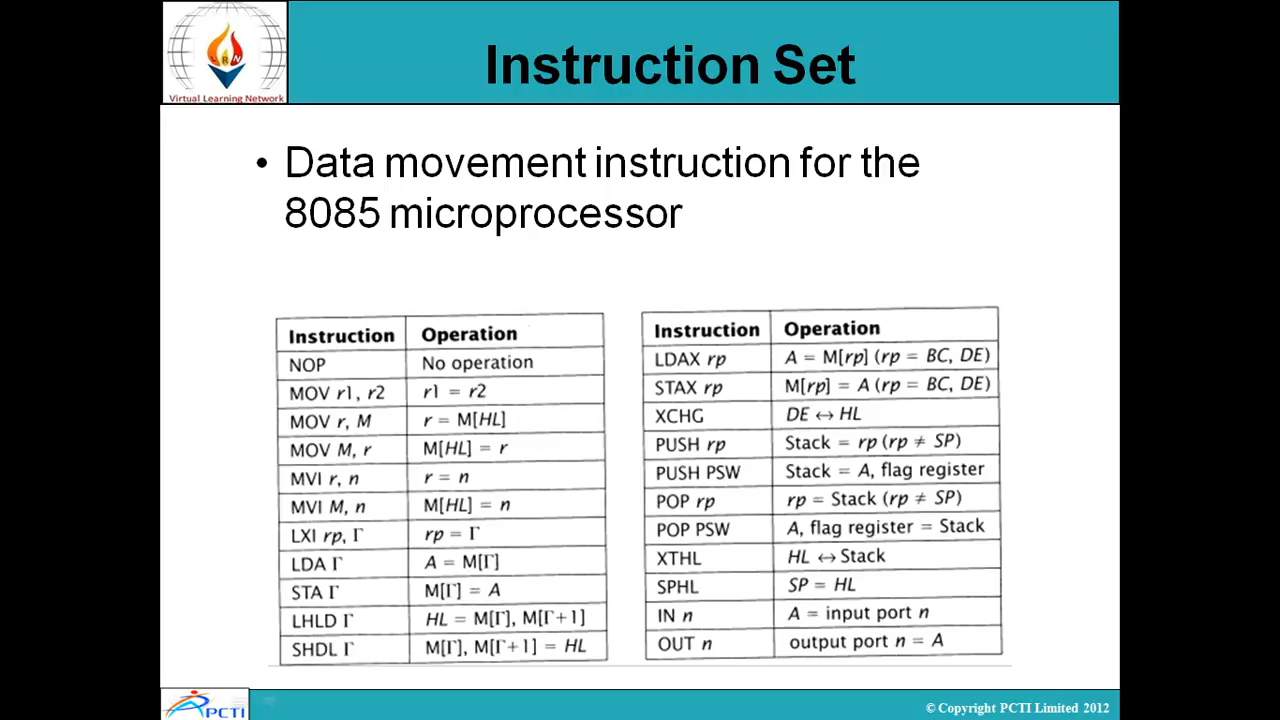 LRN
Virtual Learning Network
Instruction Set
• Data movement instruction for the
8085 microprocessor
Instruction Operation
NOP No operation
MOV r1, r2 r1 = r2
MOV r, M r = M[HL]
MOV M, r M[HL] = r
MVI r, n r = n
MVI M, n M[HL] = n
LXI rp, Γ rp = Γ
LDA Γ A = M[Γ]
STA Γ M[Γ] = A
LHLD Γ HL = M[Γ], M[Γ+1]
SHDL Γ M[Γ], M[Γ+1] = HL
Instruction Operation
LDAX rp A = M[rp] (rp = BC, DE)
STAX rp M[rp] = A (rp = BC, DE)
XCHG DE ↔ HL
PUSH rp Stack = rp (rp ≠ SP)
PUSH PSW Stack = A, flag register
POP rp rp = Stack (rp ≠ SP)
POP PSW A, flag register = Stack
XTHL HL ↔ Stack
SPHL SP = HL
IN n A = input port n
OUT n output port n = A
PCTI
© Copyright PCTI Limited 2012